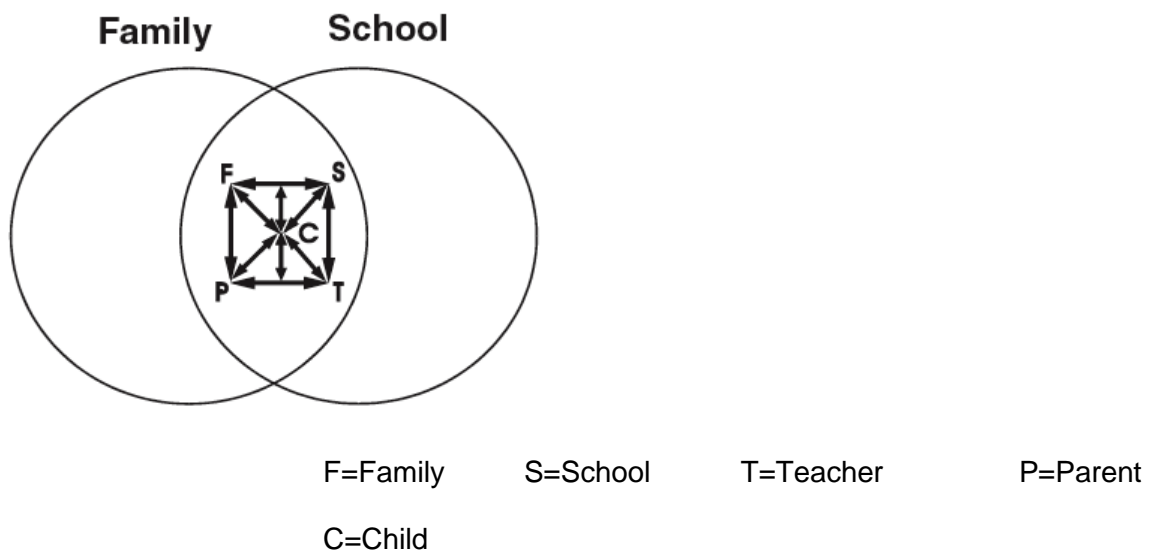 Family School
F S
C
P T
F=Family S=School T=Teacher P=Parent
C=Child